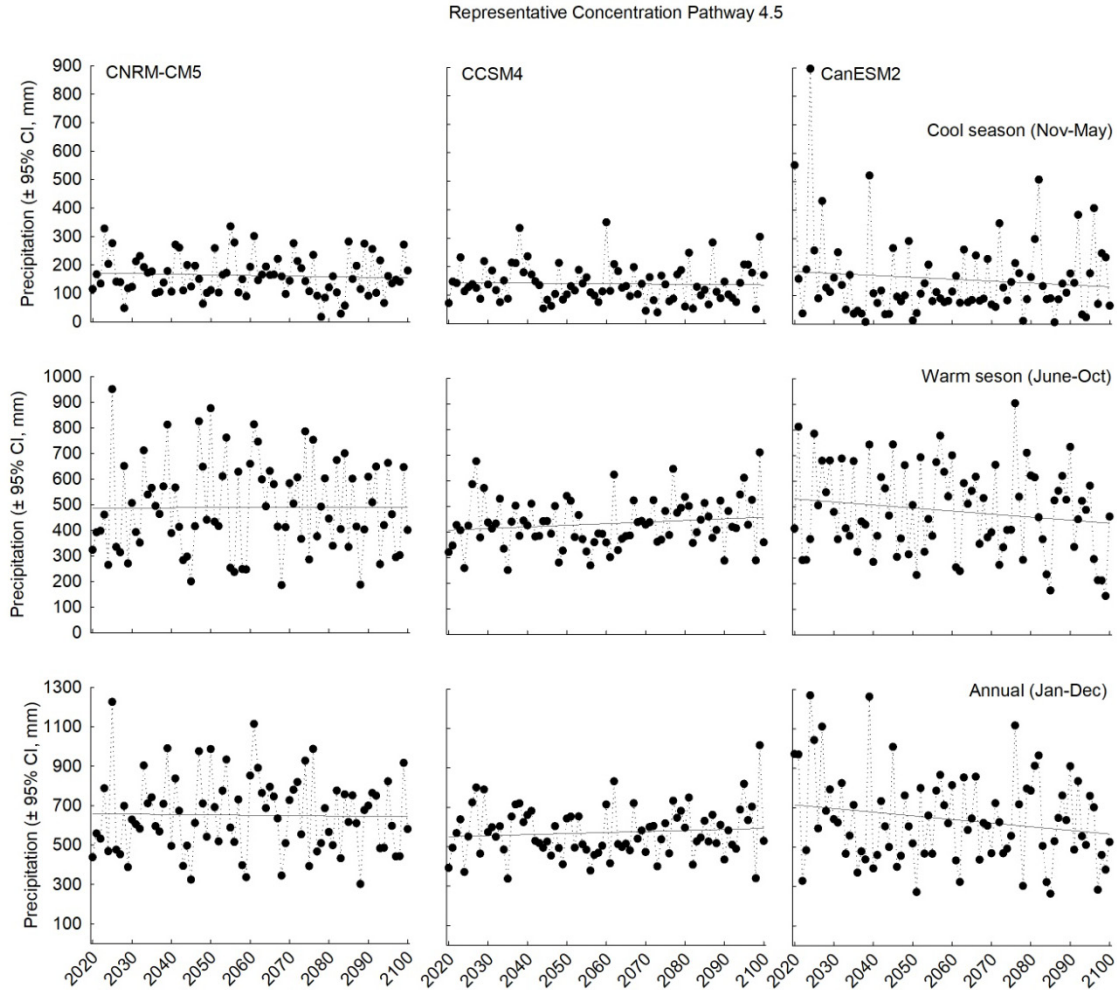 Representative Concentration Pathway 4.5
CNRM-CM5
CCSM4
CanESM2
Cool season (Nov-May)
Precipitation (± 95% CI, mm)
900
800
700
600
500
400
300
200
100
0
Warm seson (June-Oct)
Precipitation (± 95% CI, mm)
1000
900
800
700
600
500
400
300
200
100
0
Annual (Jan-Dec)
Precipitation (± 95% CI, mm)
1300
1100
900
700
500
300
100
2020 2030 2040 2050 2060 2070 2080 2090 2100
2020 2030 2040 2050 2060 2070 2080 2090 2100
2020 2030 2040 2050 2060 2070 2080 2090 2100